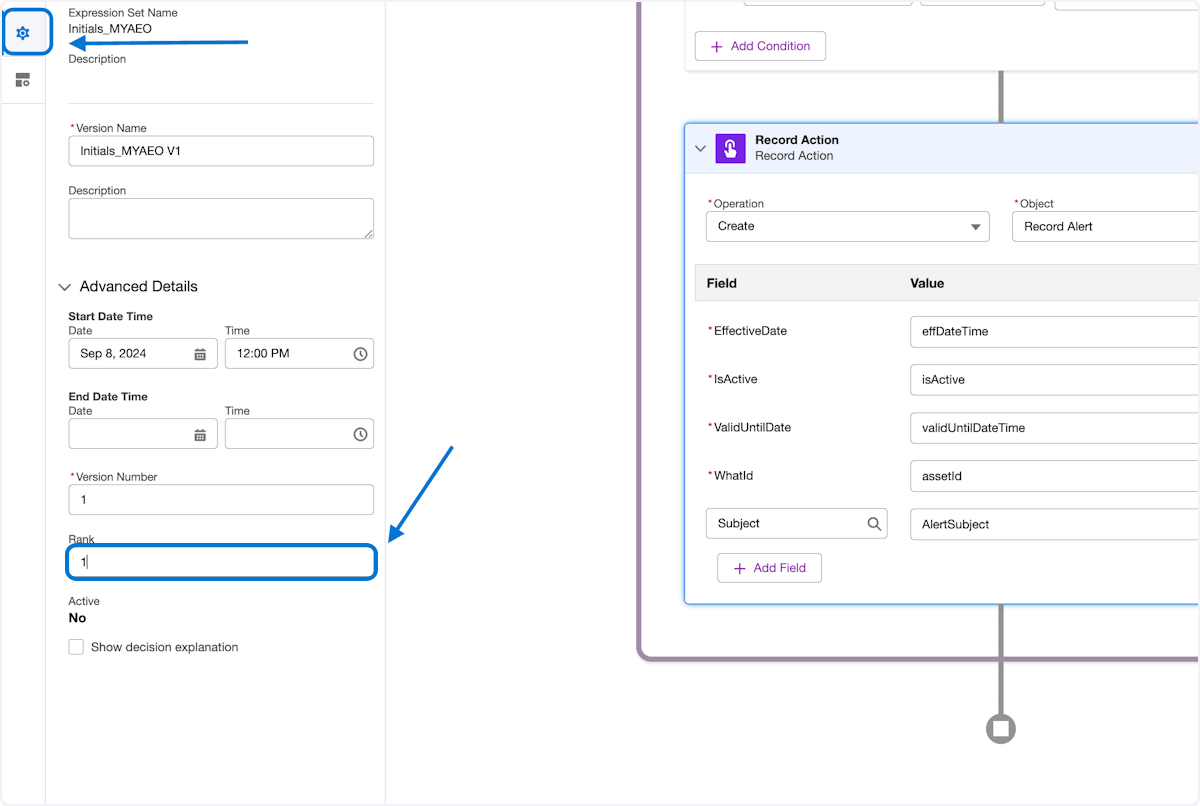 Expression Set Name
Initials_MYAEO
Description
*Version Name
Initials_MYAEO V1
Description
Advanced Details
Start Date Time
Date
Time
Sep 8, 2024
12:00 PM
End Date Time
Date
Time
*Version Number
1
Rank
1
Active
No
Show decision explanation
+ Add Condition
Record Action
Record Action
*Operation
*Object
Create
Record Alert
Field
Value
*EffectiveDate
effDateTime
*IsActive
isActive
*ValidUntilDate
validUntilDateTime
*WhatId
assetId
Subject
AlertSubject
+ Add Field